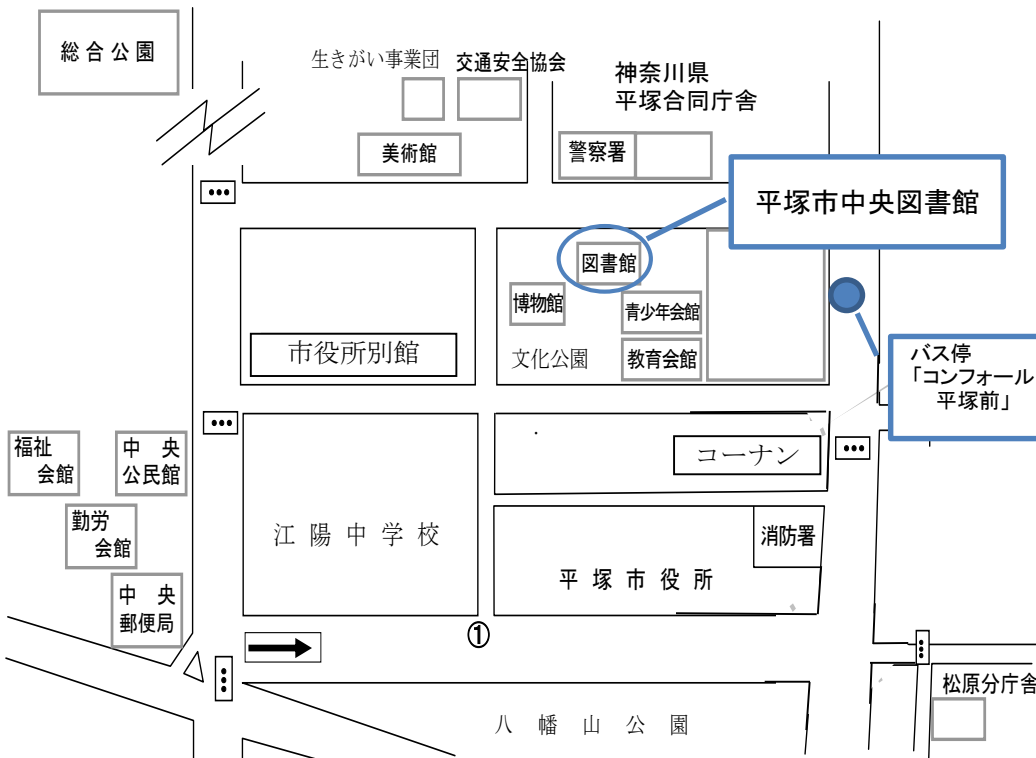 総合公園
生きがい事業団
交通安全協会
神奈川県
平塚合同庁舎
美術館
警察署
平塚市中央図書館
図書館
博物館
青少年会館
市役所別館
文化公園
教育会館
バス停
「コンフォール
平塚前」
福祉
会館
中央
公民館
コーナン
勤労
会館
江陽中学校
消防署
平塚市役所
中央
郵便局
①
松原分庁舎
八幡山公園